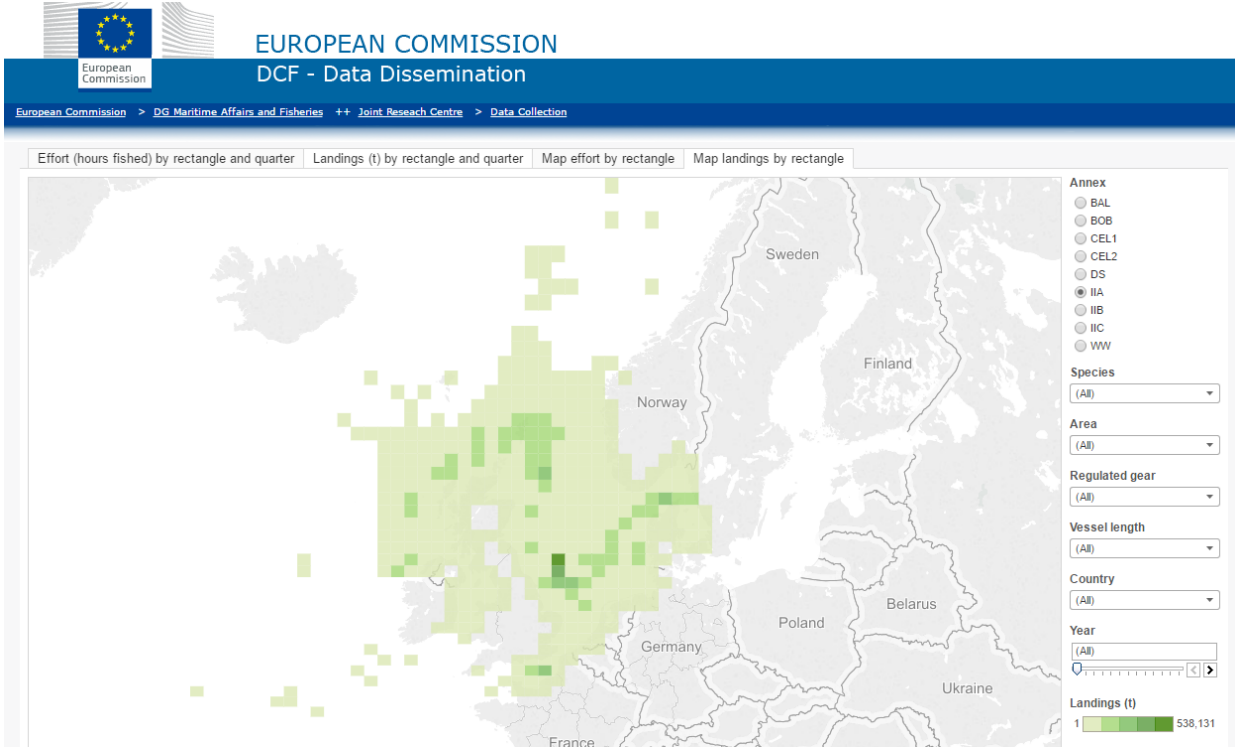 European
Commission
EUROPEAN COMMISSION
DCF - Data Dissemination
European Commission > DG Maritime Affairs and Fisheries ++ Joint Reseach Centre > Data Collection
Effort (hours fished) by rectangle and quarter Landings (t) by rectangle and quarter Map effort by rectangle Map landings by rectangle
Sweden
Finland
Norway
Belarus
Poland
Germany
Ukraine
France
Annex
BAL
BOB
CEL1
CEL2
DS
IIA
IIB
IIC
WW
Species
(All)
Area
(All)
Regulated gear
(All)
Vessel length
(All)
Country
(All)
Year
(All)
Landings (t)
1 538,131